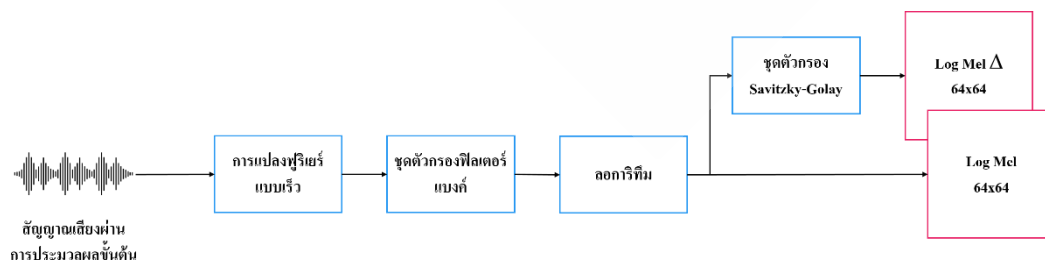 สัญญาณเสียงผ่าน
การประมวลผลขั้นต้น
การแปลงฟูริเยร์
แบบเร็ว
ชุดตัวกรองฟิลเตอร์
แบงค์
ลอการิทึม
ชุดตัวกรอง
Savitzky-Golay
Log Mel Δ
64x64
Log Mel
64x64